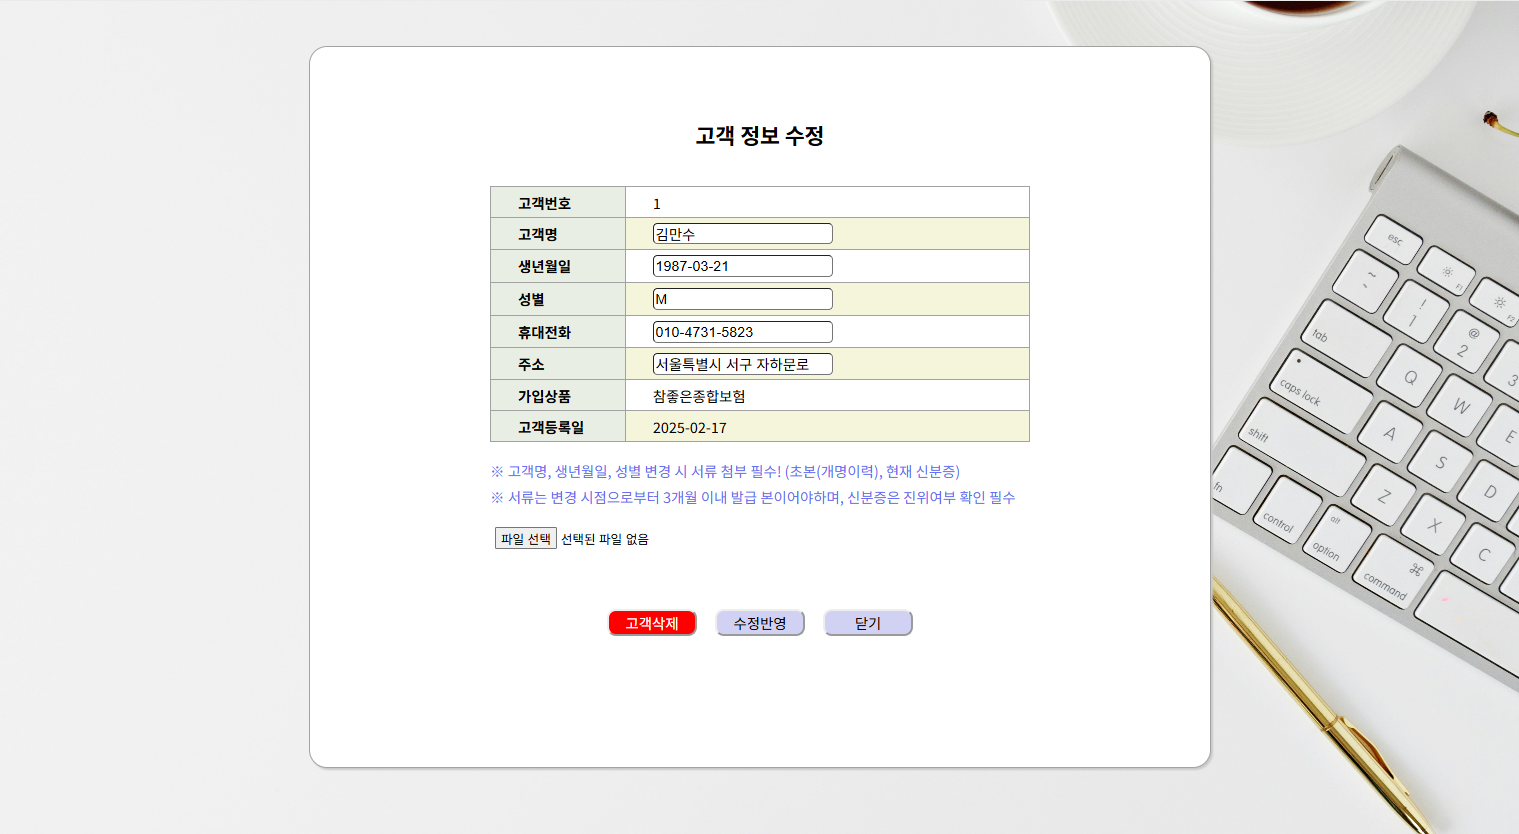 고객 정보 수정
고객번호 1
고객명 김만수
생년월일 1987-03-21
성별 M
휴대전화 010-4731-5823
주소 서울특별시 서구 자하문로
가입상품 참좋은종합보험
고객등록일 2025-02-17
※ 고객명, 생년월일, 성별 변경 시 서류 첨부 필수! (초본(개명이력), 현재 신분증)
※ 서류는 변경 시점으로부터 3개월 이내 발급 본이어야하며, 신분증은 진위여부 확인 필수
파일 선택 선택된 파일 없음
고객삭제 수정반영 닫기
esc
F1
F2
~
`
!
1
@
2
3
tab
Q
W
E
caps lock
A
S
D
shift
Z
X
C
fn
control
alt
option
⌘
command